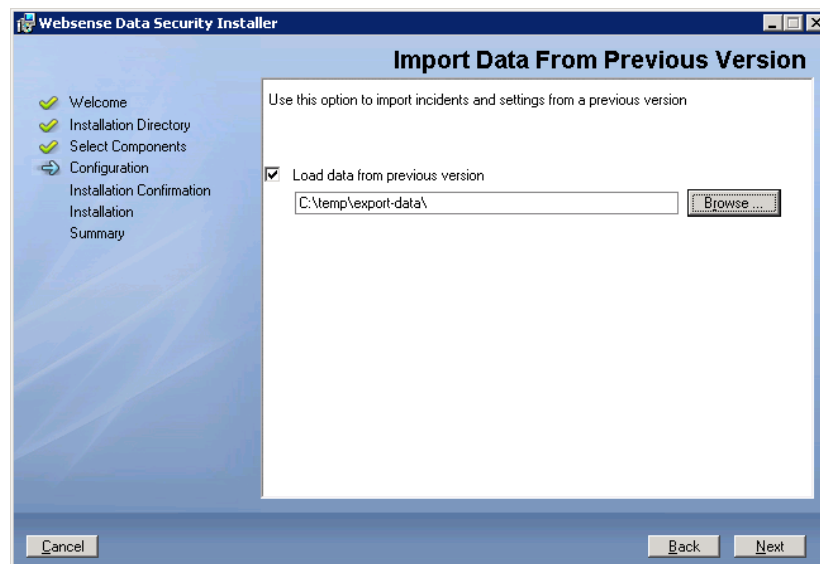 Websense Data Security Installer
Import Data From Previous Version
Welcome
Installation Directory
Select Components
Configuration
Installation Confirmation
Installation
Summary
Use this option to import incidents and settings from a previous version
Load data from previous version
C:\temp\export-data\
Browse ...
Cancel
Back
Next